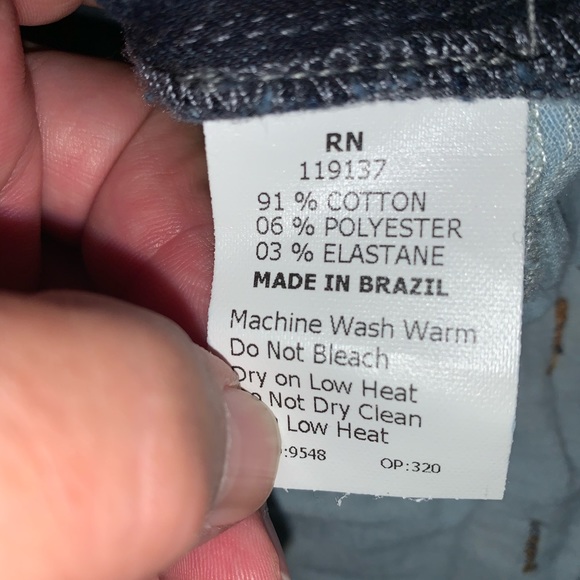 RN
119137
91 % COTTON
06 % POLYESTER
03 % ELASTANE
MADE IN BRAZIL
Machine Wash Warm
Do Not Bleach
Dry on Low Heat
Not Dry Clean
Low Heat
:9548 OP:320